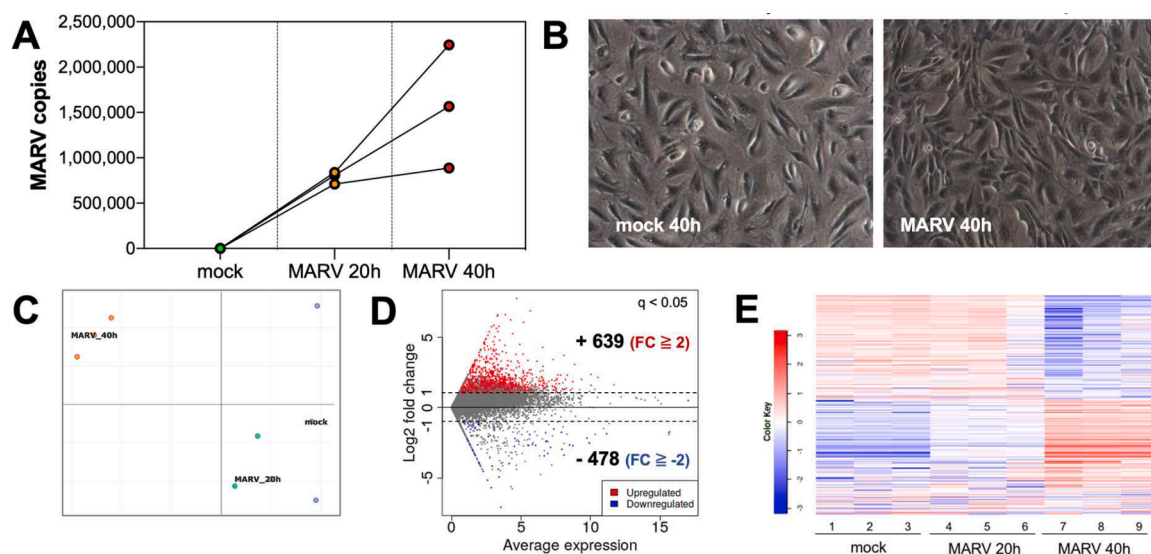 A
MARV copies
2,500,000
2,000,000
1,500,000
1,000,000
500,000
0
mock
MARV 20h
MARV 40h
B
mock 40h
MARV 40h
C
MARV_40h
mock
MARV_20h
D
q < 0.05
+ 639 (FC ≧ 2)
- 478 (FC ≧ -2)
Log2 fold change
5
1
0
-1
-5
Upregulated
Downregulated
0
5
10
15
Average expression
E
Color Key
3
2
1
0
-1
-2
-3
1 2 3 4 5 6 7 8 9
mock MARV 20h MARV 40h